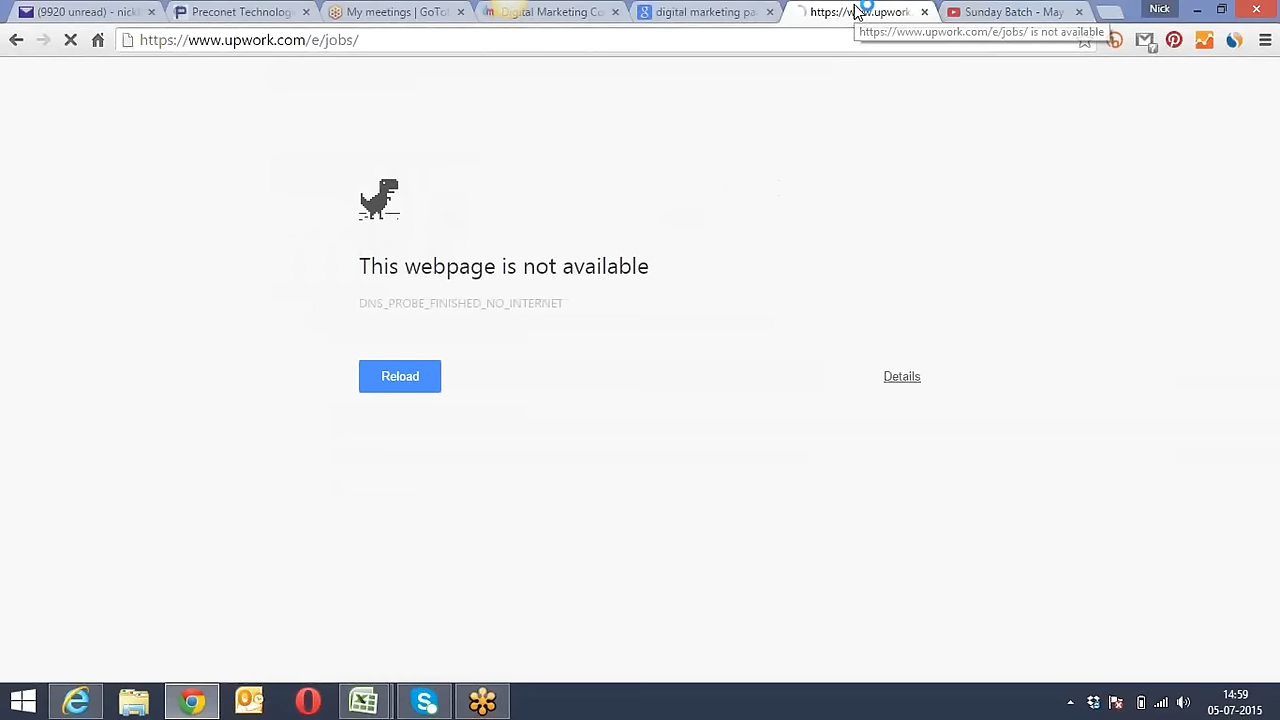 (9920 unread) - nick
Preconet Technolog
My meetings | GoTo
Digital Marketing Co
digital marketing pa
https://www.upwork.
Sunday Batch - May
Nick
https://www.upwork.com/e/jobs/
https://www.upwork.com/e/jobs/ is not available
This webpage is not available
DNS_PROBE_FINISHED_NO_INTERNET
Reload
Details
14:59
05-07-2015